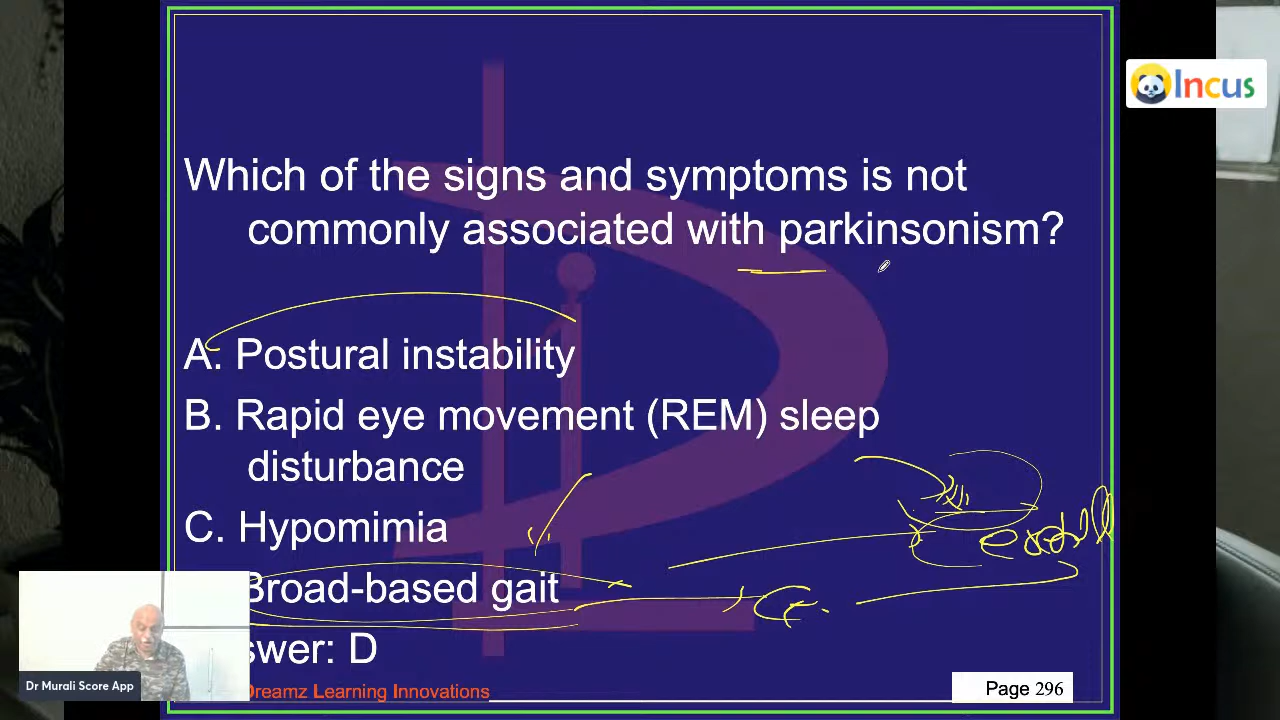 Incus
Which of the signs and symptoms is not
commonly associated with parkinsonism?
A. Postural instability
B. Rapid eye movement (REM) sleep
disturbance
C. Hypomimia
Broad-based gait
swer: D
Dr Murali Score App
Dreamz Learning Innovations
Page 296